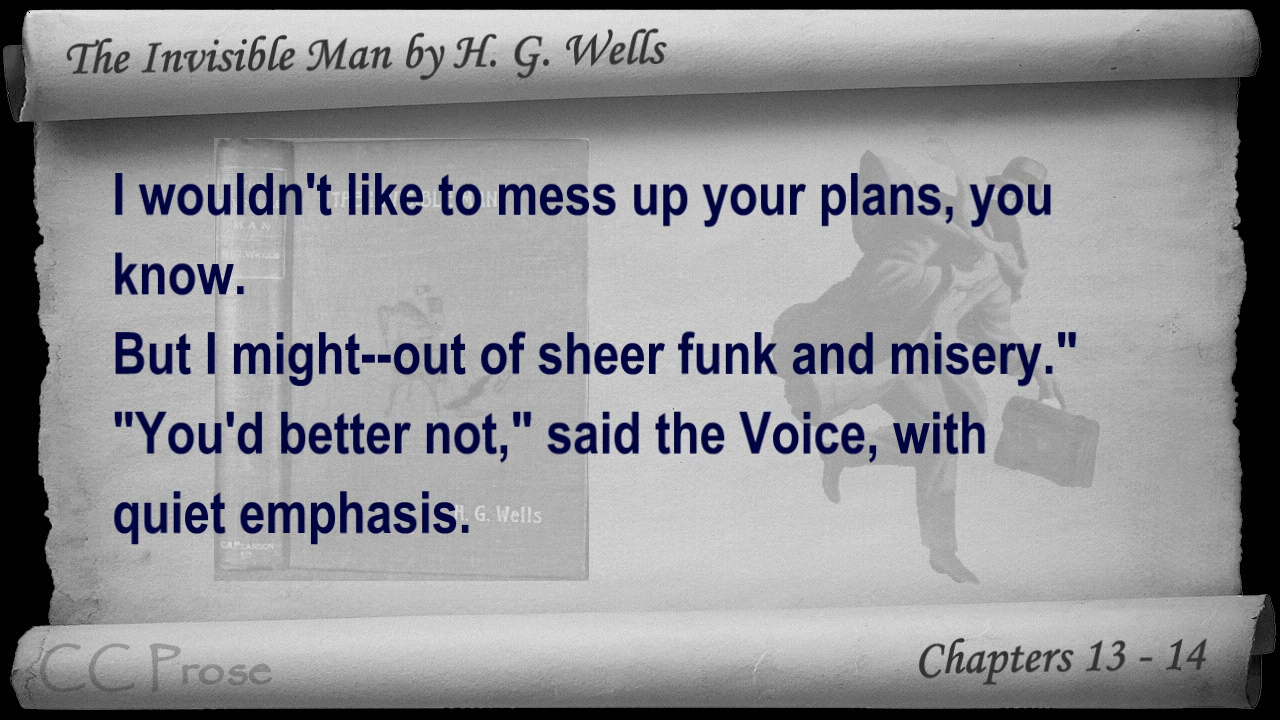 The Invisible Man by H. G. Wells
I wouldn't like to mess up your plans, you
know.
But I might--out of sheer funk and misery."
"You'd better not," said the Voice, with
quiet emphasis.
H. G. Wells
CC Prose
Chapters 13 - 14